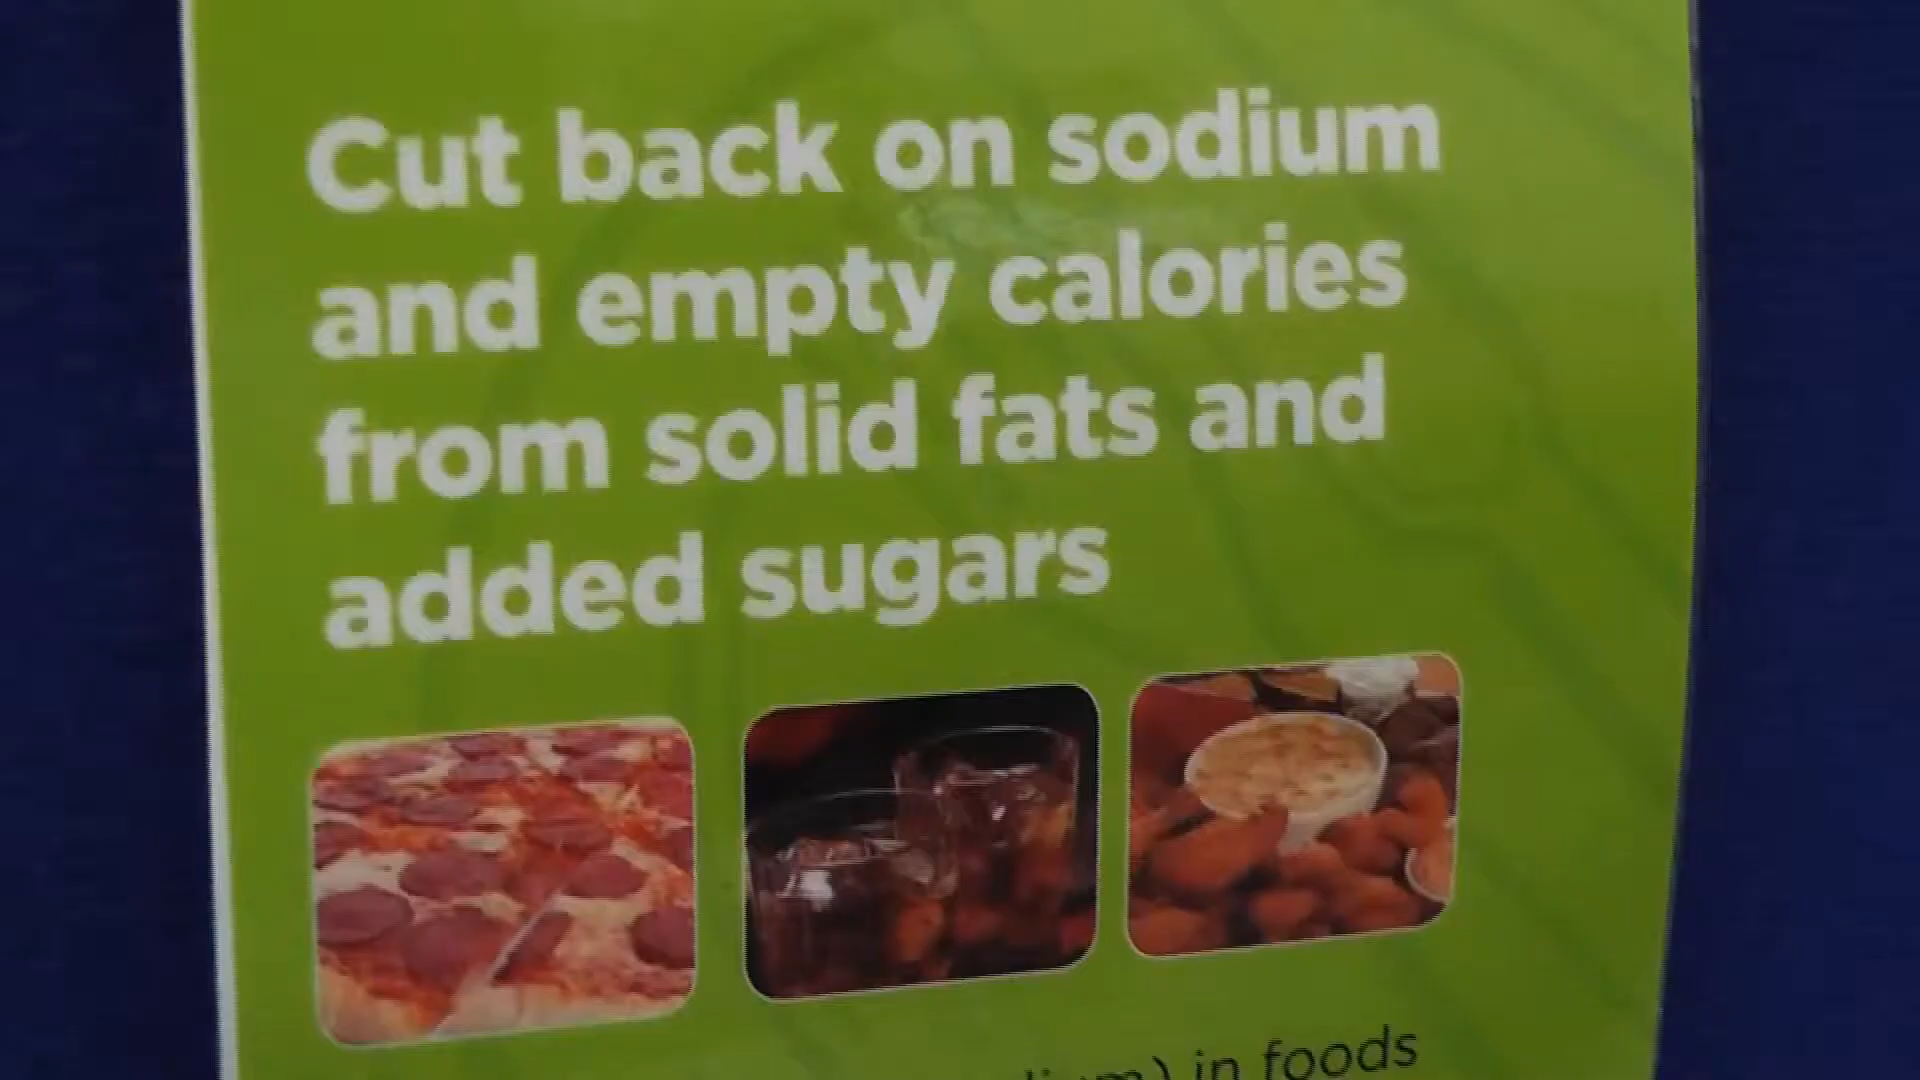 Cut back on sodium
and empty calories
from solid fats and
added sugars
in foods